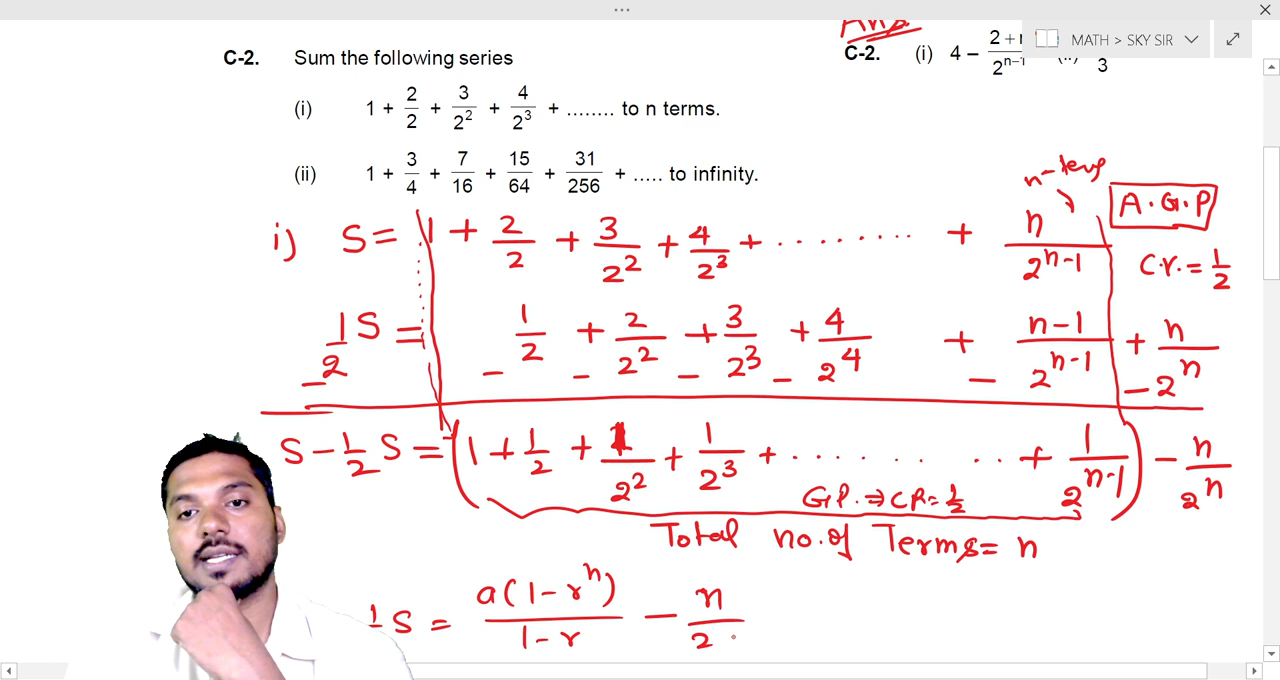 Ans
C-2. Sum the following series
C-2. (i) 4 − 2 + / 2^(n–1)
3
MATH > SKY SIR
(i) 1 + 2/2 + 3/2² + 4/2³ + ........ to n terms.
(ii) 1 + 3/4 + 7/16 + 15/64 + 31/256 + ..... to infinity.
A.G.P
i) S = 1 + 2/2 + 3/2² + 4/2³ + ......... + n/2^(n-1)
C.r. = 1/2
1/2 S = 1/2 + 2/2² + 3/2³ + 4/2⁴ + n-1/2^(n-1) + n/2^n
− − − − − − −
S - 1/2 S = (1 + 1/2 + 1/2² + 1/2³ + ........ + 1/2^(n-1)) - n/2^n
G.P. ⇒ CR = 1/2
Total no. of Terms = n
1/ S = a(1 - r^n)/1 - r - n/2